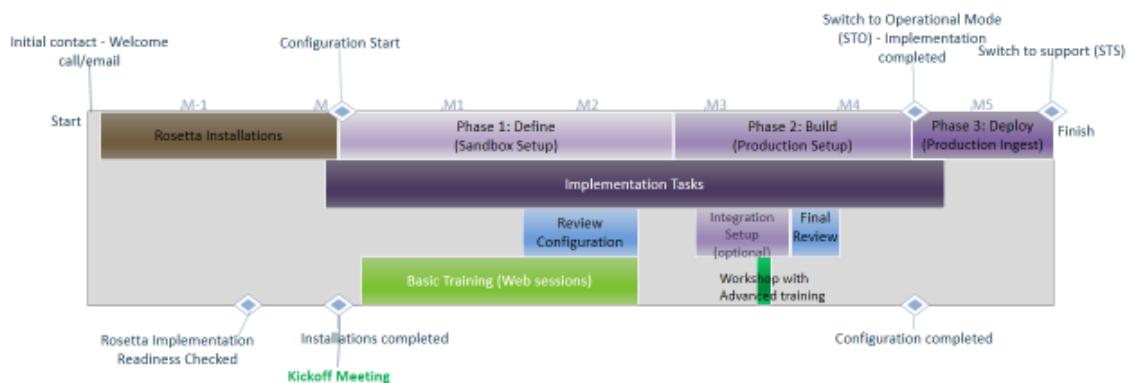 Initial contact - Welcome
call/email
Configuration Start
Switch to Operational Mode
(STO) - Implementation
completed
Switch to support (STS)
M-1
M
M1
M2
M3
M4
M5
Start
Rosetta Installations
Phase 1: Define
(Sandbox Setup)
Phase 2: Build
(Production Setup)
Phase 3: Deploy
(Production Ingest)
Finish
Implementation Tasks
Review
Configuration
Integration
Setup
(optional)
Final
Review
Basic Training (Web sessions)
Workshop with
Advanced training
Rosetta Implementation
Readiness Checked
Installations completed
Configuration completed
Kickoff Meeting